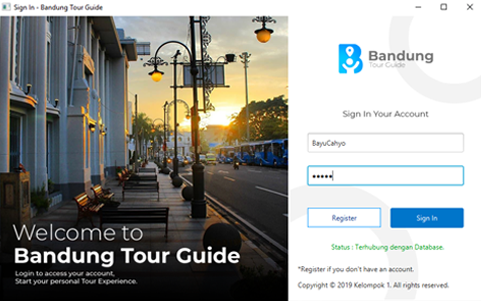 Sign In - Bandung Tour Guide
Bandung
Tour Guide
Sign In Your Account
BayuCahyo
•••••
Register
Sign In
Status : Terhubung dengan Database.
*Register if you don't have an account.
Copyright © 2019 Kelompok 1. All rights reserved.
Welcome to
Bandung Tour Guide
Login to access your account,
Start your personal Tour Experience.